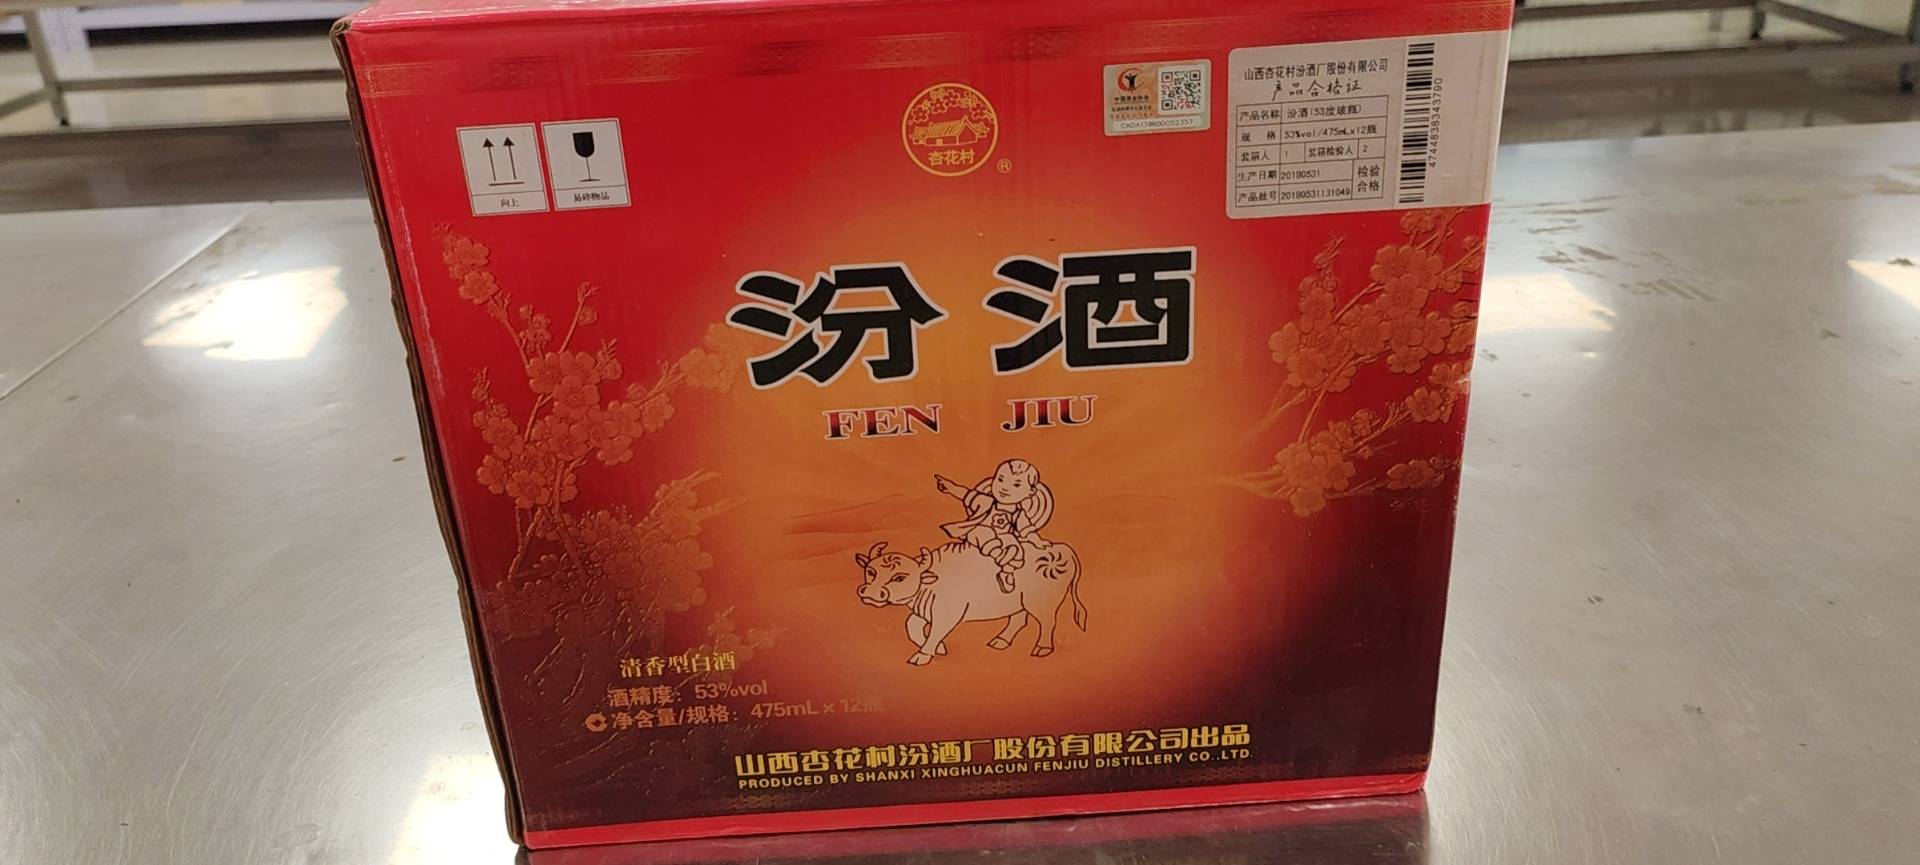 山西杏花村汾酒厂股份有限公司
产品合格证
产品名称 汾酒(53度玻瓶)
规 格 53%vol/475mL×12瓶
装箱人 1 装箱检验人 2
生产日期 20180531 检验
产品批号 20180531131049 合格
4744838343790
CADA139600052357
杏花村
®
向上
易碎物品
汾酒
FEN JIU
清香型白酒
酒精度：53%vol
净含量/规格：475mL×12瓶
山西杏花村汾酒厂股份有限公司出品
PRODUCED BY SHANXI XINGHUACUN FENJIU DISTILLERY CO.,LTD.